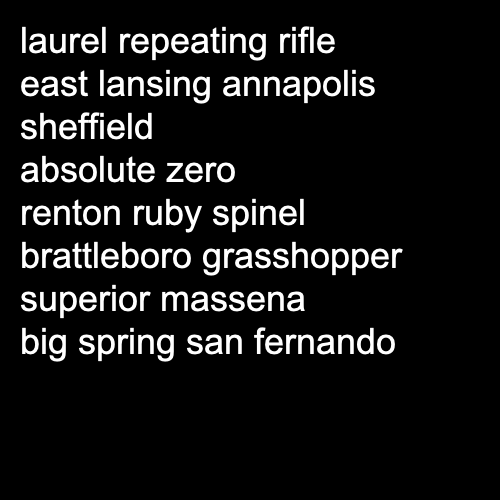 laurel repeating rifle
east lansing annapolis
sheffield
absolute zero
renton ruby spinel
brattleboro grasshopper
superior massena
big spring san fernando